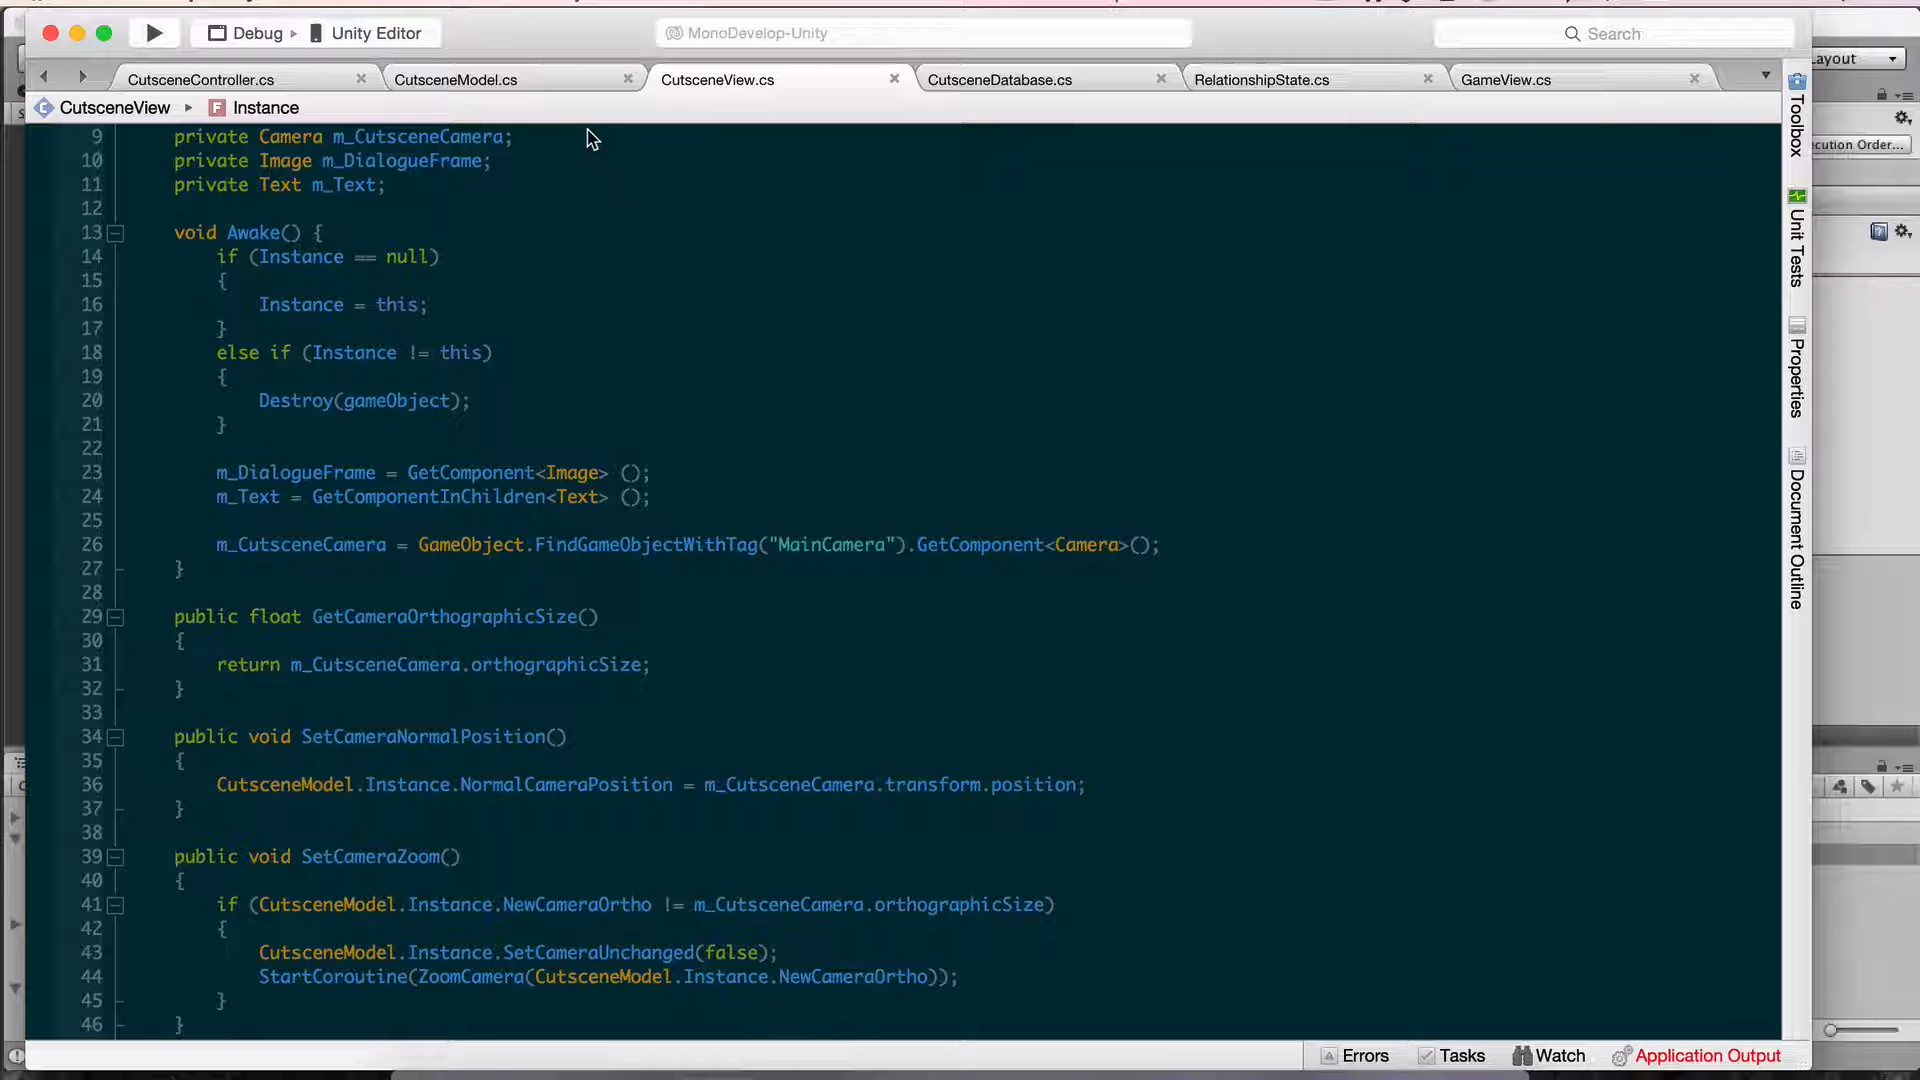 Debug Unity Editor MonoDevelop-Unity Search
CutsceneController.cs CutsceneModel.cs CutsceneView.cs CutsceneDatabase.cs RelationshipState.cs GameView.cs
CutsceneView Instance
9 private Camera m_CutsceneCamera;
10 private Image m_DialogueFrame;
11 private Text m_Text;
12
13 void Awake() {
14 if (Instance == null)
15 {
16 Instance = this;
17 }
18 else if (Instance != this)
19 {
20 Destroy(gameObject);
21 }
22
23 m_DialogueFrame = GetComponent<Image> ();
24 m_Text = GetComponentInChildren<Text> ();
25
26 m_CutsceneCamera = GameObject.FindGameObjectWithTag("MainCamera").GetComponent<Camera>();
27 }
28
29 public float GetCameraOrthographicSize()
30 {
31 return m_CutsceneCamera.orthographicSize;
32 }
33
34 public void SetCameraNormalPosition()
35 {
36 CutsceneModel.Instance.NormalCameraPosition = m_CutsceneCamera.transform.position;
37 }
38
39 public void SetCameraZoom()
40 {
41 if (CutsceneModel.Instance.NewCameraOrtho != m_CutsceneCamera.orthographicSize)
42 {
43 CutsceneModel.Instance.SetCameraUnchanged(false);
44 StartCoroutine(ZoomCamera(CutsceneModel.Instance.NewCameraOrtho));
45 }
46 }
Errors Tasks Watch Application Output
Toolbox
Unit Tests
Properties
Document Outline
ayout
cution Order...